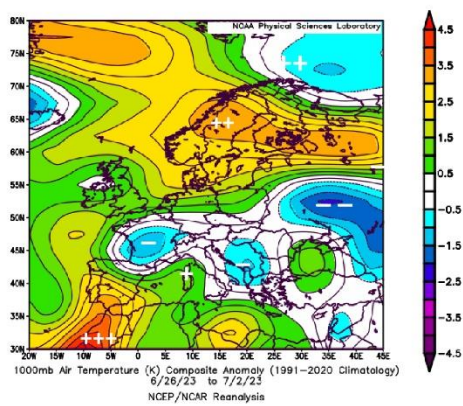 NOAA Physical Sciences Laboratory
80N
75N
70N
65N
60N
55N
50N
45N
40N
35N
30N
20W 15W 10W 5W 0 5E 10E 15E 20E 25E 30E 35E 40E 45E
++
++
--
-
-
+
+++
4.5
3.5
2.5
1.5
0.5
-0.5
-1.5
-2.5
-3.5
-4.5
1000mb Air Temperature (K) Composite Anomaly (1991-2020 Climatology)
6/26/23 to 7/2/23
NCEP/NCAR Reanalysis